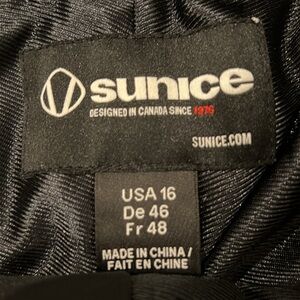 sunice
DESIGNED IN CANADA SINCE 1976
SUNICE.COM
USA 16
De 46
Fr 48
MADE IN CHINA /
FAIT EN CHINE